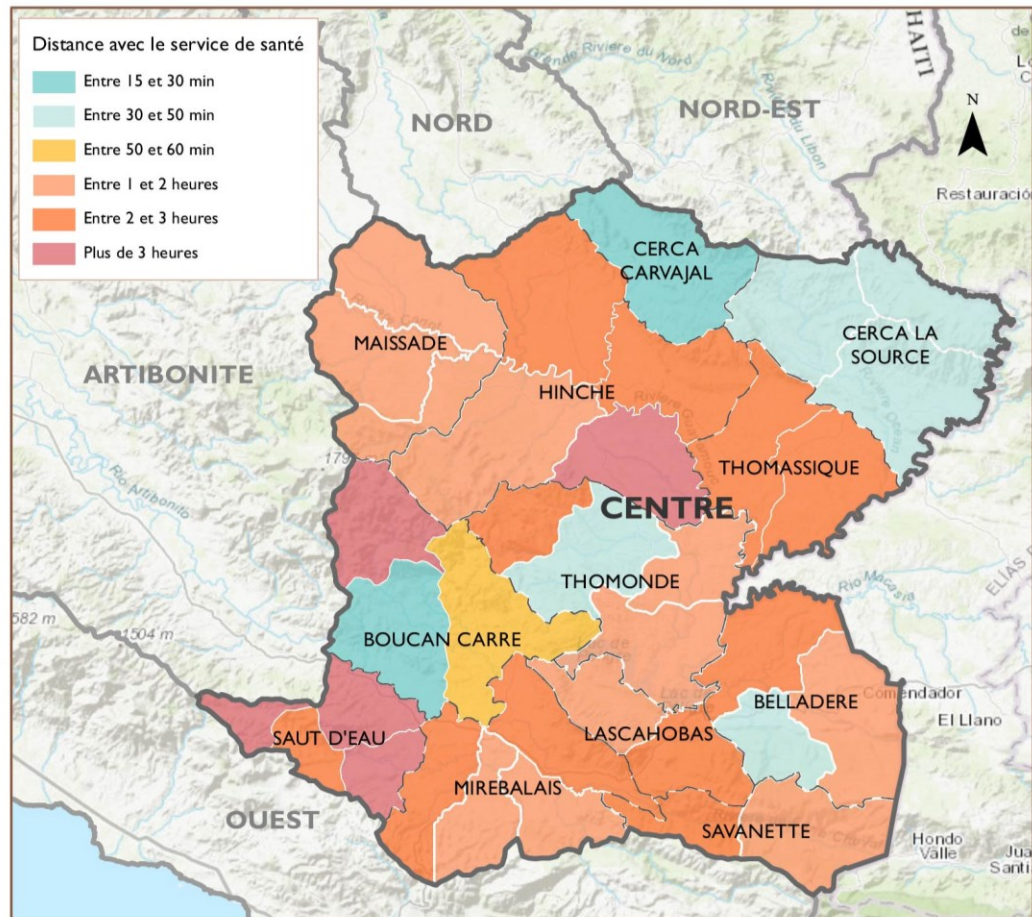 Distance avec le service de santé
Entre 15 et 30 min
Entre 30 et 50 min
Entre 50 et 60 min
Entre 1 et 2 heures
Entre 2 et 3 heures
Plus de 3 heures
HAITI
N
NORD
NORD-EST
Restauración
CERCA
CARVAJAL
MAISSADE
CERCA LA
SOURCE
ARTIBONITE
HINCHE
THOMASSIQUE
CENTRE
Rio Artibonito
THOMONDE
Rio Macasia
ELÍAS
582 m
1504 m
BOUCAN CARRE
BELLADERE
Comendador
El Llano
SAUT D'EAU
LASCAHOBAS
MIREBALAIS
OUEST
SAVANETTE
Hondo
Valle